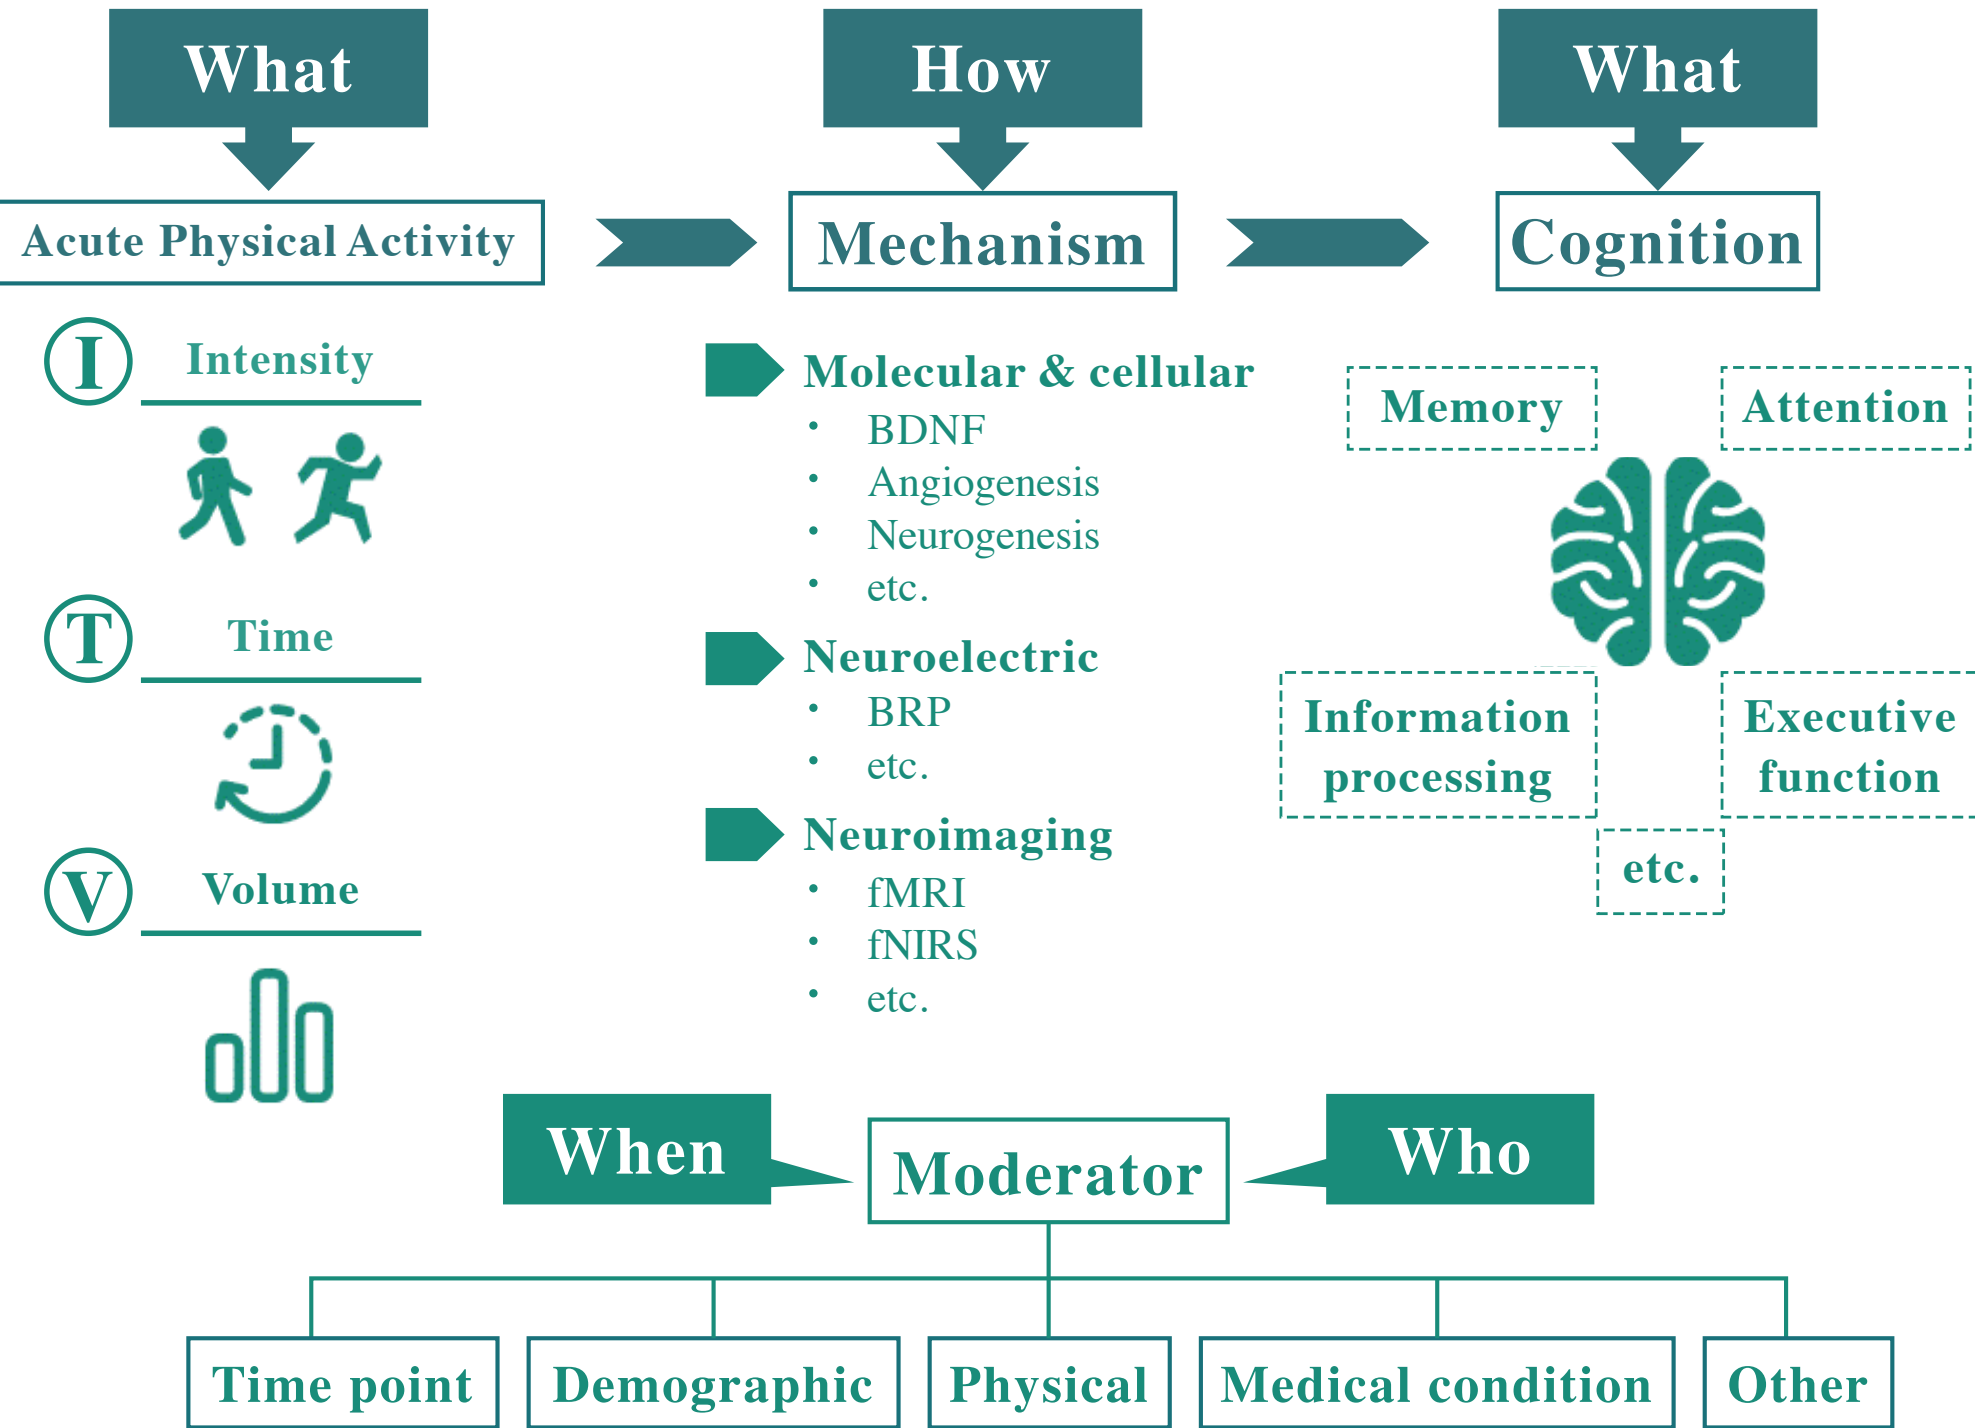 What
How
What
Acute Physical Activity
Mechanism
Cognition
I
Intensity
T
Time
V
Volume
Molecular & cellular
· BDNF
· Angiogenesis
· Neurogenesis
· etc.
Neuroelectric
· BRP
· etc.
Neuroimaging
· fMRI
· fNIRS
· etc.
Memory
Attention
Information
processing
Executive
function
etc.
When
Moderator
Who
Time point
Demographic
Physical
Medical condition
Other